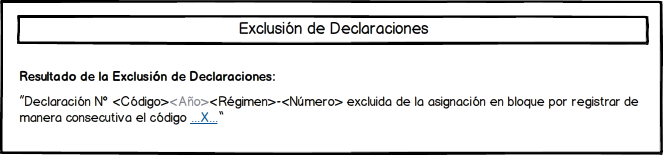 Exclusión de Declaraciones
Resultado de la Exclusión de Declaraciones:
"Declaración N° <Código><Año><Régimen>-<Número> excluida de la asignación en bloque por registrar de
manera consecutiva el código ...X..."